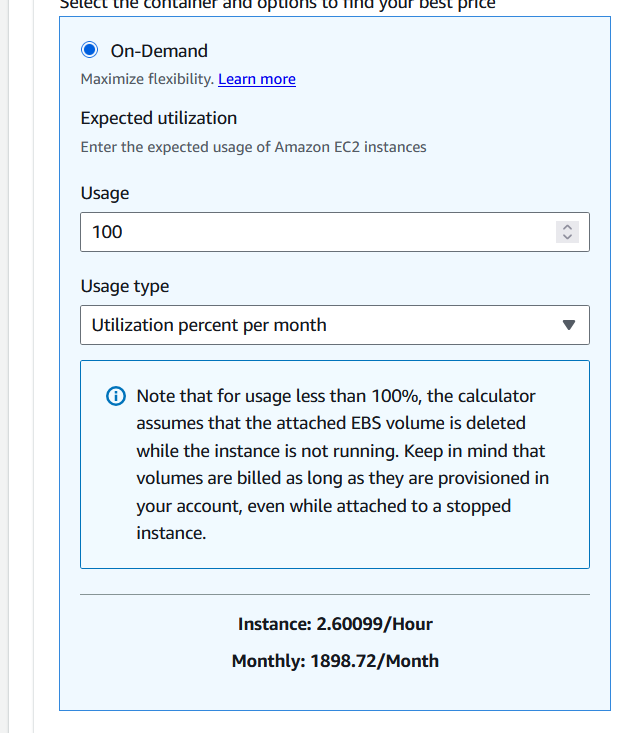 Select the container and options to find your best price
On-Demand
Maximize flexibility. Learn more
Expected utilization
Enter the expected usage of Amazon EC2 instances
Usage
100
Usage type
Utilization percent per month
Note that for usage less than 100%, the calculator
assumes that the attached EBS volume is deleted
while the instance is not running. Keep in mind that
volumes are billed as long as they are provisioned in
your account, even while attached to a stopped
instance.
Instance: 2.60099/Hour
Monthly: 1898.72/Month